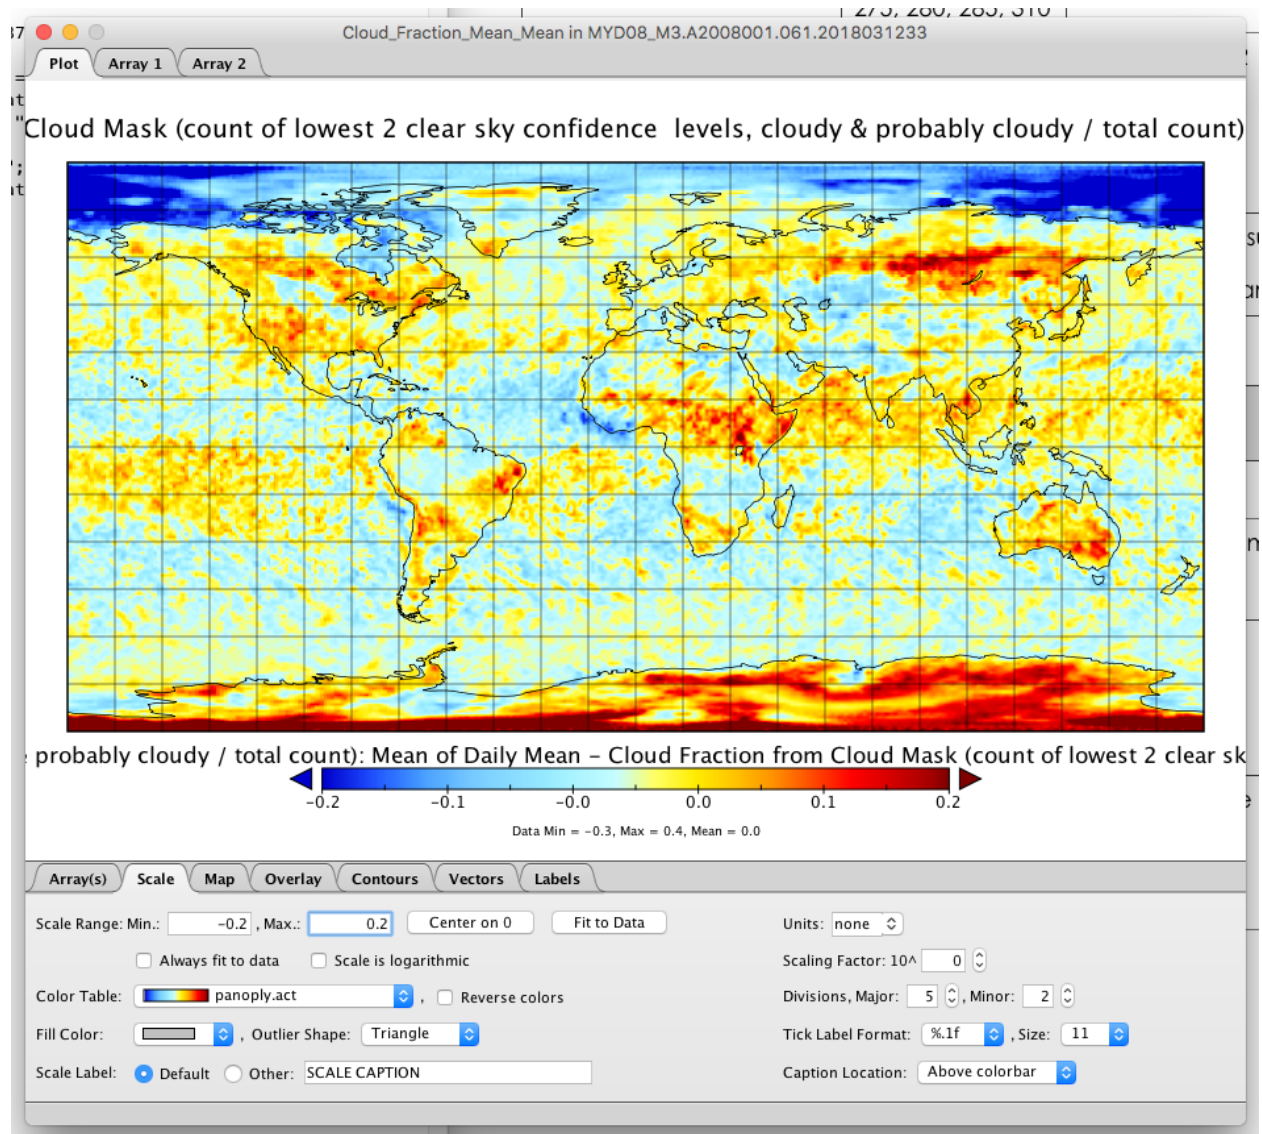 275, 280, 285, 310
Cloud_Fraction_Mean_Mean in MYD08_M3.A2008001.061.2018031233
Plot Array 1 Array 2
Cloud Mask (count of lowest 2 clear sky confidence levels, cloudy & probably cloudy / total count)
probably cloudy / total count): Mean of Daily Mean – Cloud Fraction from Cloud Mask (count of lowest 2 clear sk
−0.2 −0.1 −0.0 0.0 0.1 0.2
Data Min = −0.3, Max = 0.4, Mean = 0.0
Array(s) Scale Map Overlay Contours Vectors Labels
Scale Range: Min.: −0.2 , Max.: 0.2 Center on 0 Fit to Data Units: none
Always fit to data Scale is logarithmic Scaling Factor: 10^ 0
Color Table: panoply.act , Reverse colors Divisions, Major: 5 , Minor: 2
Fill Color: , Outlier Shape: Triangle Tick Label Format: %.1f , Size: 11
Scale Label: Default Other: SCALE CAPTION Caption Location: Above colorbar